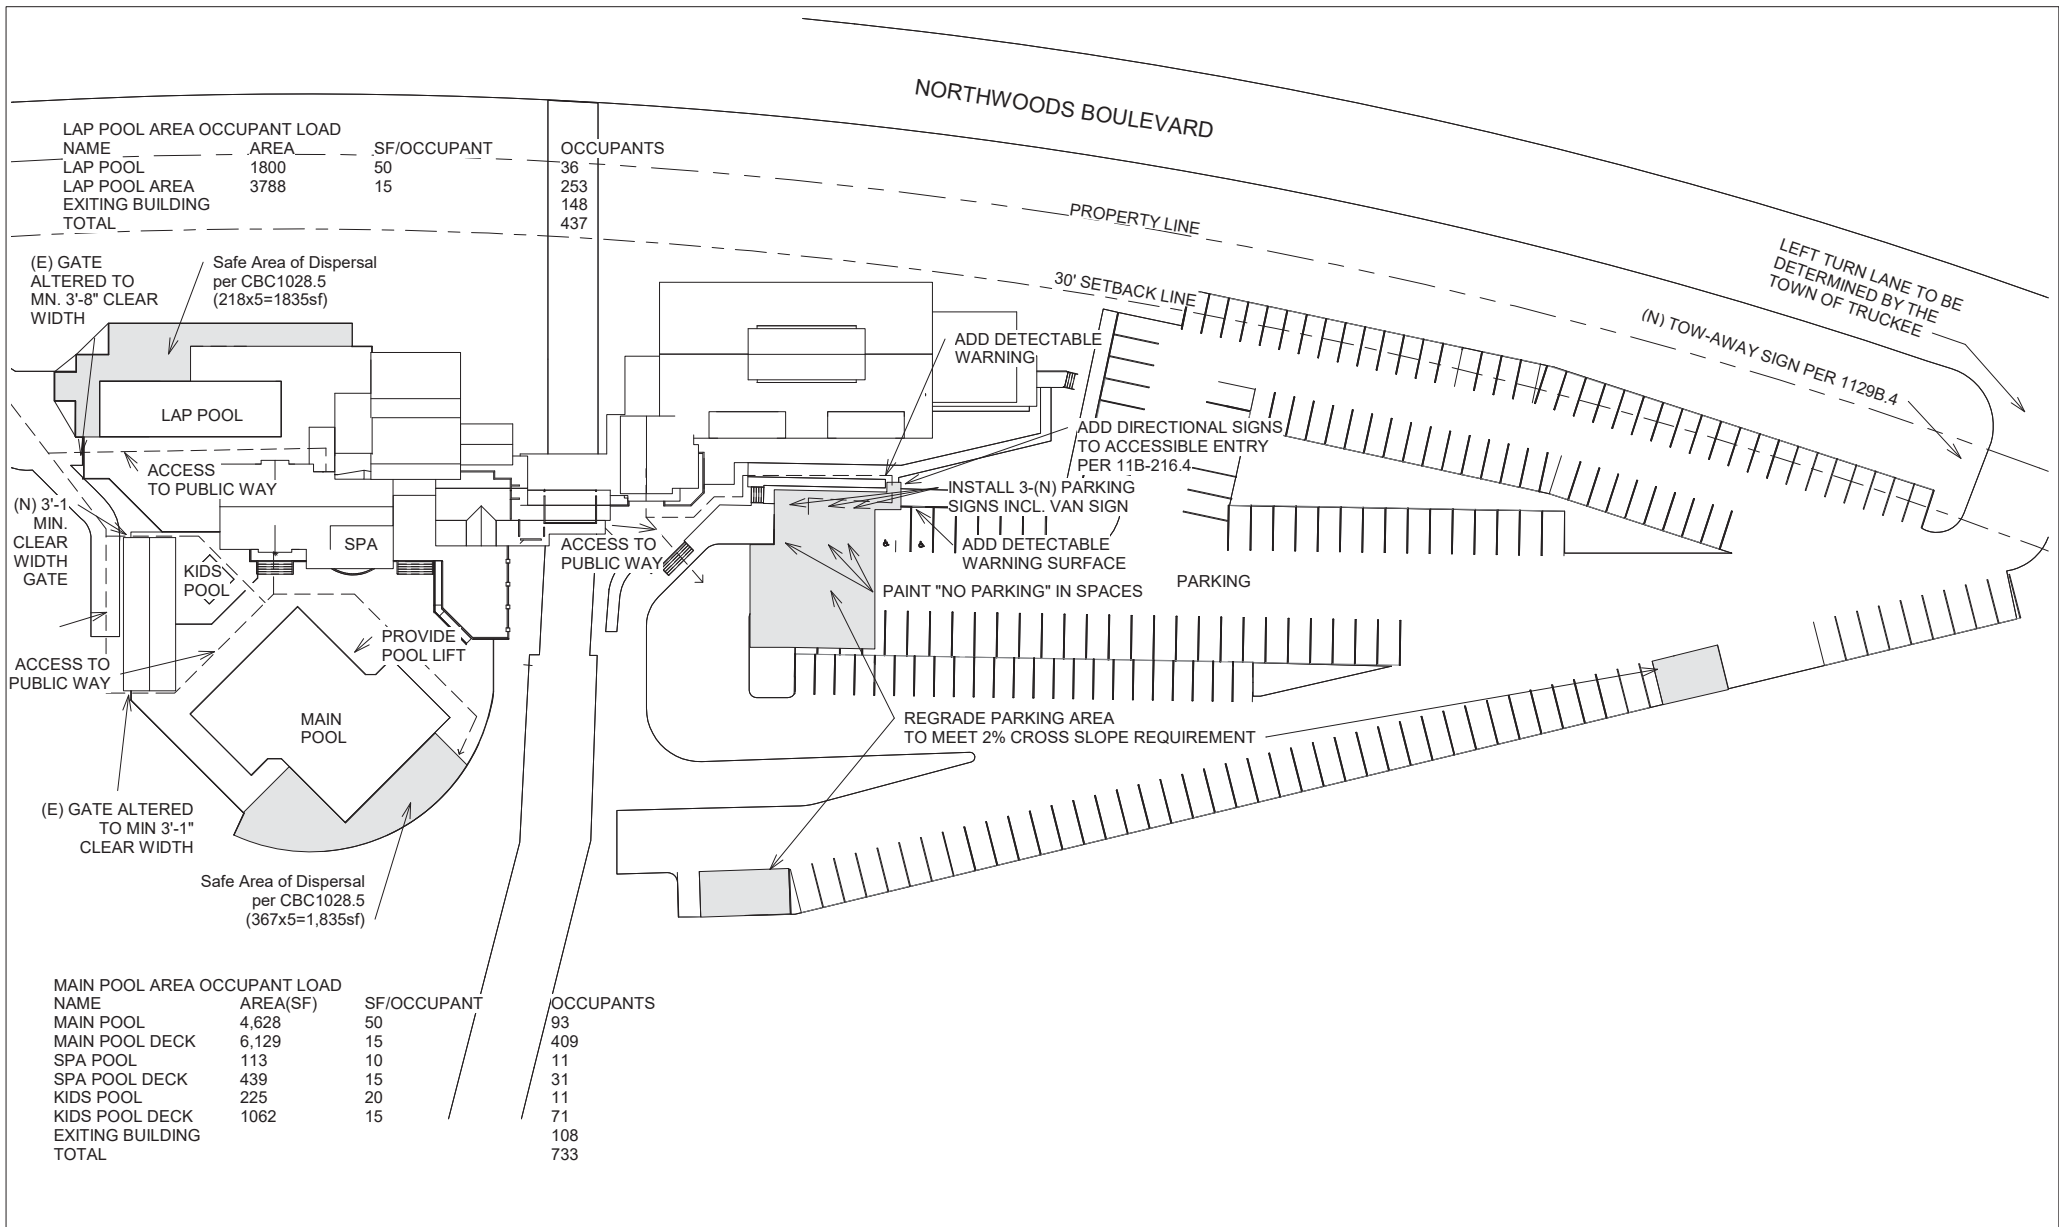 NORTHWOODS BOULEVARD
LAP POOL AREA OCCUPANT LOAD
NAME AREA SF/OCCUPANT OCCUPANTS
LAP POOL 1800 50 36
LAP POOL AREA 3788 15 253
EXITING BUILDING 148
TOTAL 437
PROPERTY LINE
30' SETBACK LINE
LEFT TURN LANE TO BE
DETERMINED BY THE
TOWN OF TRUCKEE
(N) TOW-AWAY SIGN PER 1129B.4
(E) GATE
ALTERED TO
MN. 3'-8" CLEAR
WIDTH
Safe Area of Dispersal
per CBC1028.5
(218x5=1835sf)
ADD DETECTABLE
WARNING
LAP POOL
ADD DIRECTIONAL SIGNS
TO ACCESSIBLE ENTRY
PER 11B-216.4
ACCESS
TO PUBLIC WAY
INSTALL 3-(N) PARKING
SIGNS INCL. VAN SIGN
(N) 3'-1
MIN.
CLEAR
WIDTH
GATE
SPA
ACCESS TO
PUBLIC WAY
ADD DETECTABLE
WARNING SURFACE
KIDS
POOL
PARKING
PAINT "NO PARKING" IN SPACES
PROVIDE
POOL LIFT
ACCESS TO
PUBLIC WAY
MAIN
POOL
REGRADE PARKING AREA
TO MEET 2% CROSS SLOPE REQUIREMENT
(E) GATE ALTERED
TO MIN 3'-1"
CLEAR WIDTH
Safe Area of Dispersal
per CBC1028.5
(367x5=1,835sf)
MAIN POOL AREA OCCUPANT LOAD
NAME AREA(SF) SF/OCCUPANT OCCUPANTS
MAIN POOL 4,628 50 93
MAIN POOL DECK 6,129 15 409
SPA POOL 113 10 11
SPA POOL DECK 439 15 31
KIDS POOL 225 20 11
KIDS POOL DECK 1062 15 71
EXITING BUILDING 108
TOTAL 733